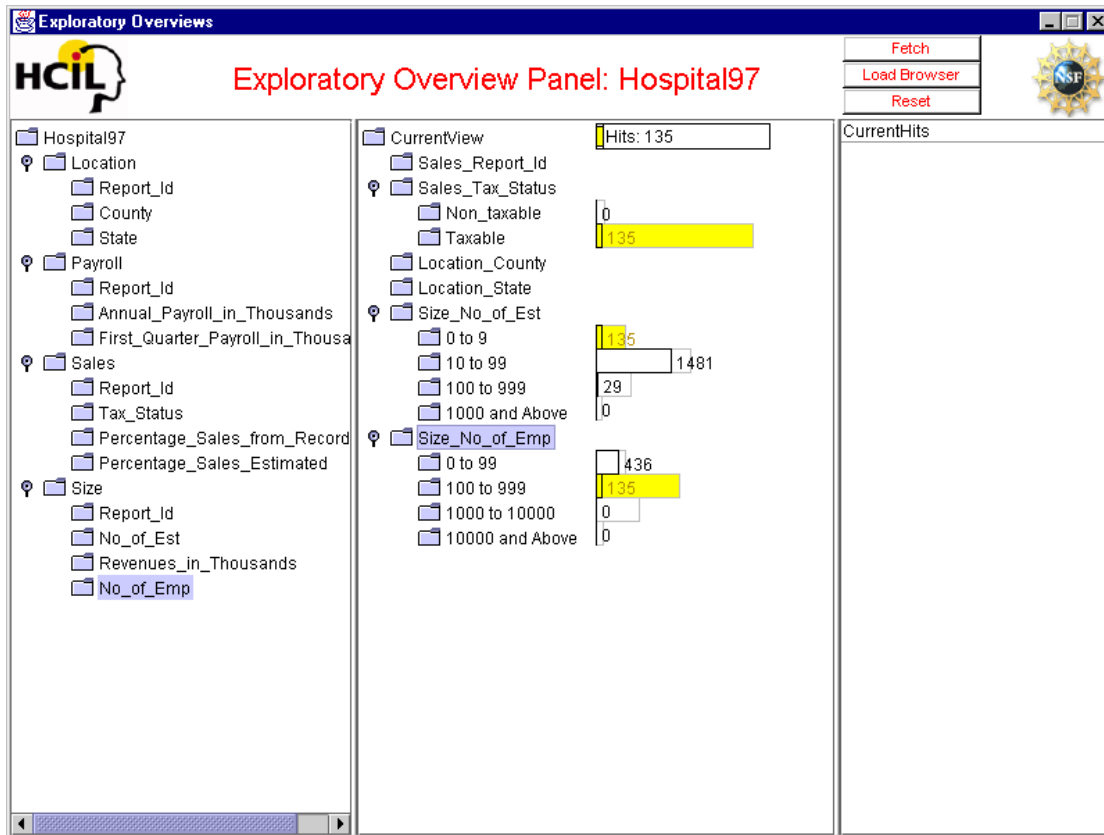 Exploratory Overviews
HCIL
Exploratory Overview Panel: Hospital97
Fetch
Load Browser
Reset
NSF
Hospital97
Location
Report_Id
County
State
Payroll
Report_Id
Annual_Payroll_in_Thousands
First_Quarter_Payroll_in_Thousa
Sales
Report_Id
Tax_Status
Percentage_Sales_from_Record
Percentage_Sales_Estimated
Size
Report_Id
No_of_Est
Revenues_in_Thousands
No_of_Emp
CurrentView Hits: 135
Sales_Report_Id
Sales_Tax_Status
Non_taxable 0
Taxable 135
Location_County
Location_State
Size_No_of_Est
0 to 9 135
10 to 99 1481
100 to 999 29
1000 and Above 0
Size_No_of_Emp
0 to 99 436
100 to 999 135
1000 to 10000 0
10000 and Above 0
CurrentHits